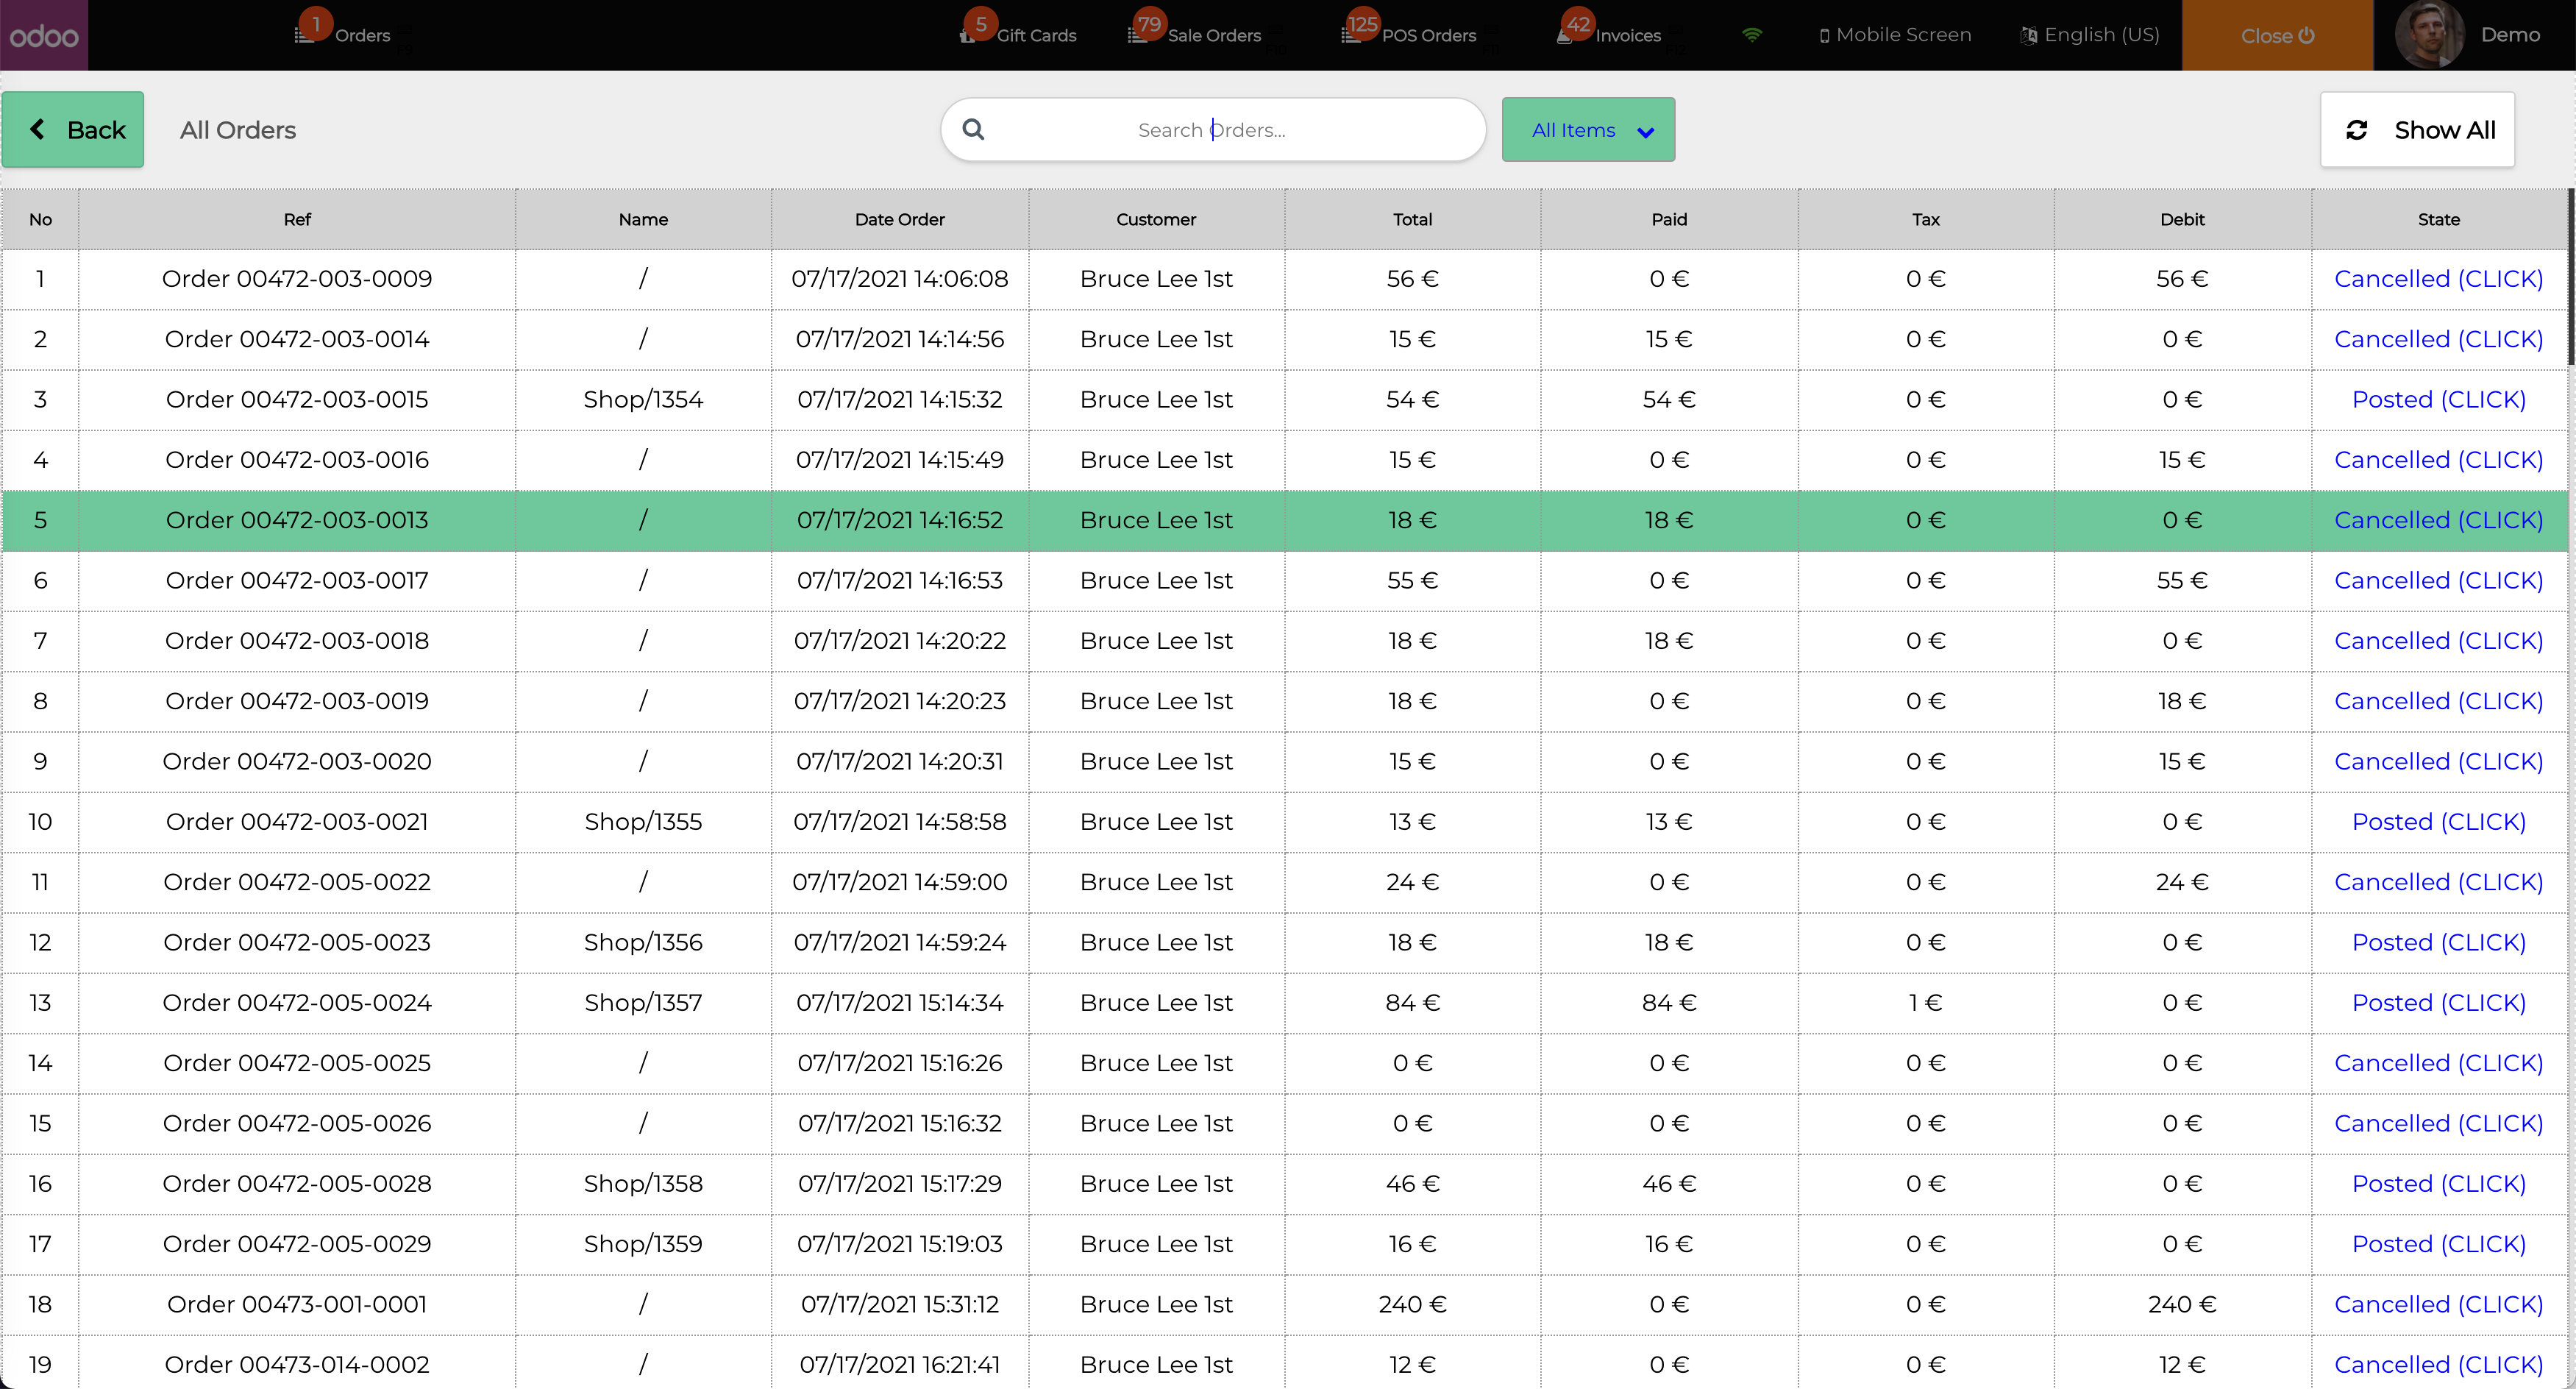 odoo 1 Orders 5 Gift Cards 79 Sale Orders 125 POS Orders 42 Invoices Mobile Screen English (US) Close Demo
Back All Orders Search Orders... All Items Show All
No Ref Name Date Order Customer Total Paid Tax Debit State
1 Order 00472-003-0009 / 07/17/2021 14:06:08 Bruce Lee 1st 56 € 0 € 0 € 56 € Cancelled (CLICK)
2 Order 00472-003-0014 / 07/17/2021 14:14:56 Bruce Lee 1st 15 € 15 € 0 € 0 € Cancelled (CLICK)
3 Order 00472-003-0015 Shop/1354 07/17/2021 14:15:32 Bruce Lee 1st 54 € 54 € 0 € 0 € Posted (CLICK)
4 Order 00472-003-0016 / 07/17/2021 14:15:49 Bruce Lee 1st 15 € 0 € 0 € 15 € Cancelled (CLICK)
5 Order 00472-003-0013 / 07/17/2021 14:16:52 Bruce Lee 1st 18 € 18 € 0 € 0 € Cancelled (CLICK)
6 Order 00472-003-0017 / 07/17/2021 14:16:53 Bruce Lee 1st 55 € 0 € 0 € 55 € Cancelled (CLICK)
7 Order 00472-003-0018 / 07/17/2021 14:20:22 Bruce Lee 1st 18 € 18 € 0 € 0 € Cancelled (CLICK)
8 Order 00472-003-0019 / 07/17/2021 14:20:23 Bruce Lee 1st 18 € 0 € 0 € 18 € Cancelled (CLICK)
9 Order 00472-003-0020 / 07/17/2021 14:20:31 Bruce Lee 1st 15 € 0 € 0 € 15 € Cancelled (CLICK)
10 Order 00472-003-0021 Shop/1355 07/17/2021 14:58:58 Bruce Lee 1st 13 € 13 € 0 € 0 € Posted (CLICK)
11 Order 00472-005-0022 / 07/17/2021 14:59:00 Bruce Lee 1st 24 € 0 € 0 € 24 € Cancelled (CLICK)
12 Order 00472-005-0023 Shop/1356 07/17/2021 14:59:24 Bruce Lee 1st 18 € 18 € 0 € 0 € Posted (CLICK)
13 Order 00472-005-0024 Shop/1357 07/17/2021 15:14:34 Bruce Lee 1st 84 € 84 € 1 € 0 € Posted (CLICK)
14 Order 00472-005-0025 / 07/17/2021 15:16:26 Bruce Lee 1st 0 € 0 € 0 € 0 € Cancelled (CLICK)
15 Order 00472-005-0026 / 07/17/2021 15:16:32 Bruce Lee 1st 0 € 0 € 0 € 0 € Cancelled (CLICK)
16 Order 00472-005-0028 Shop/1358 07/17/2021 15:17:29 Bruce Lee 1st 46 € 46 € 0 € 0 € Posted (CLICK)
17 Order 00472-005-0029 Shop/1359 07/17/2021 15:19:03 Bruce Lee 1st 16 € 16 € 0 € 0 € Posted (CLICK)
18 Order 00473-001-0001 / 07/17/2021 15:31:12 Bruce Lee 1st 240 € 0 € 0 € 240 € Cancelled (CLICK)
19 Order 00473-014-0002 / 07/17/2021 16:21:41 Bruce Lee 1st 12 € 0 € 0 € 12 € Cancelled (CLICK)